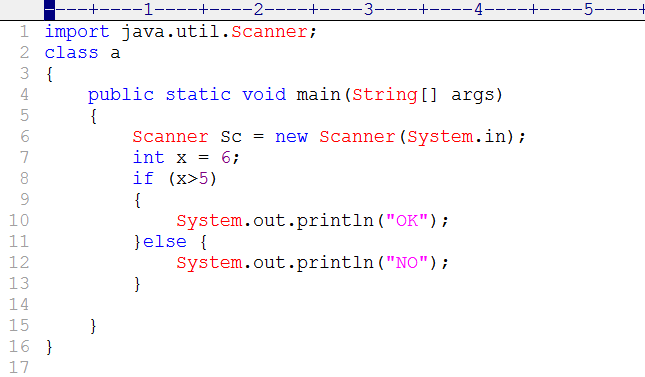 ----+----1----+----2----+----3----+----4----+----5----+
1 import java.util.Scanner;
2 class a
3 {
4     public static void main(String[] args)
5     {
6         Scanner Sc = new Scanner(System.in);
7         int x = 6;
8         if (x>5)
9         {
10             System.out.println("OK");
11         }else {
12             System.out.println("NO");
13         }
14
15     }
16 }
17